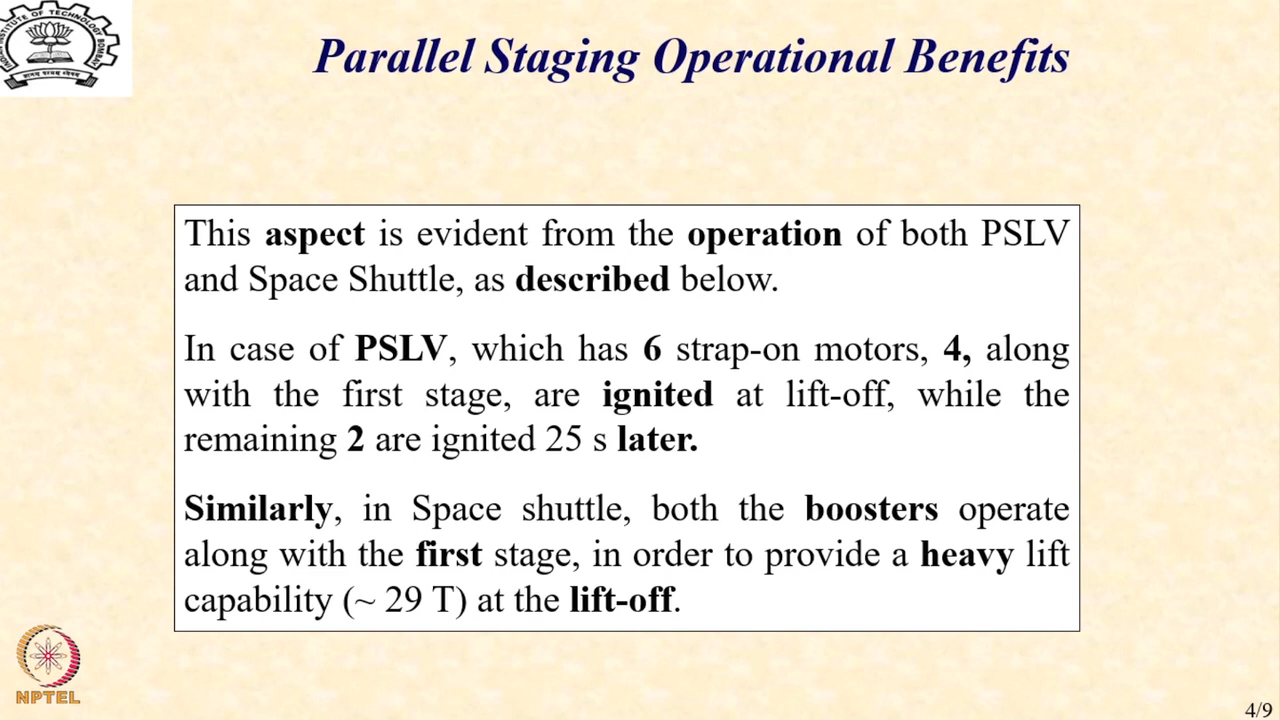 Parallel Staging Operational Benefits
This aspect is evident from the operation of both PSLV
and Space Shuttle, as described below.
In case of PSLV, which has 6 strap-on motors, 4, along
with the first stage, are ignited at lift-off, while the
remaining 2 are ignited 25 s later.
Similarly, in Space shuttle, both the boosters operate
along with the first stage, in order to provide a heavy lift
capability (~ 29 T) at the lift-off.
NPTEL
4/9